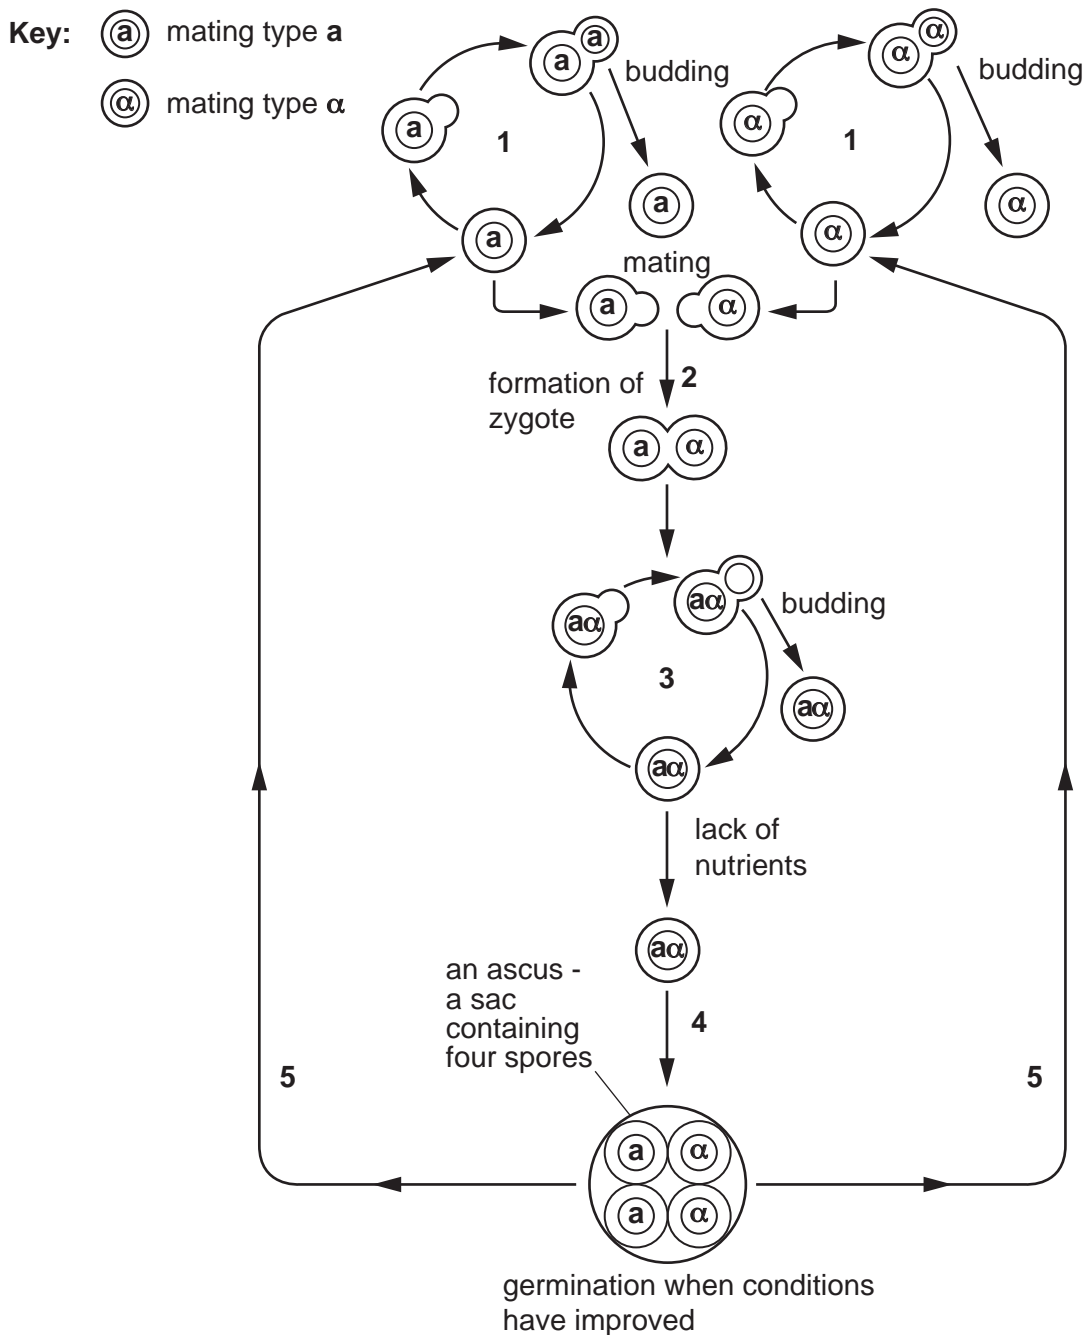 Key:
a mating type a
α mating type α
a
a
a
budding
1
a
a
α
α
α
budding
1
α
α
mating
a
α
formation of
zygote
2
a
α
aα
aα
budding
3
aα
aα
lack of
nutrients
aα
an ascus -
a sac
containing
four spores
4
5
5
a
α
a
α
germination when conditions
have improved